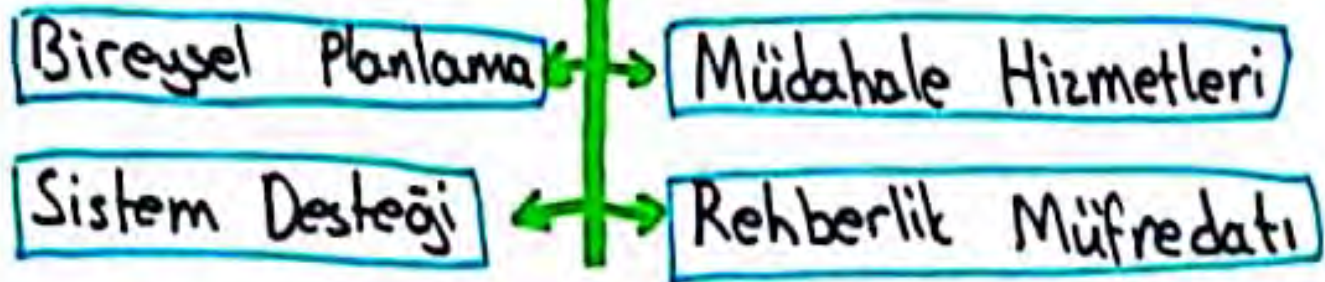 Bireysel Planlama
Müdahale Hizmetleri
Sistem Desteği
Rehberlik Müfredatı